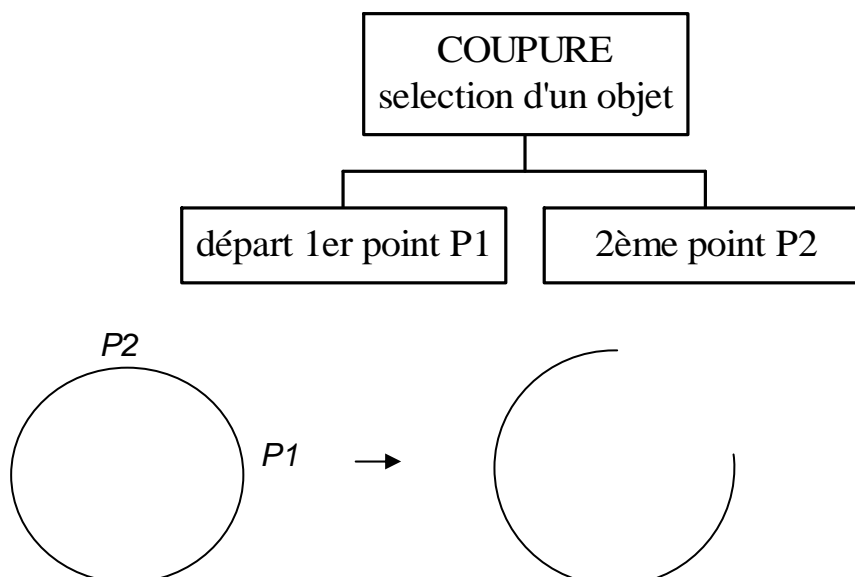 COUPURE
selection d'un objet
départ 1er point P1
2ème point P2
P2
P1